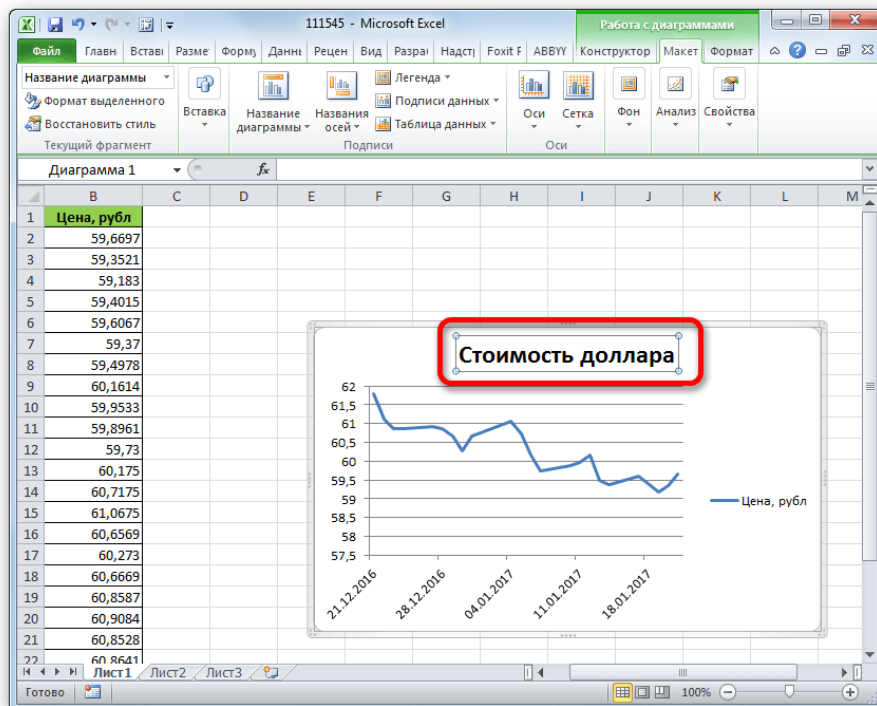 111545 - Microsoft Excel
Работа с диаграммами
Файл Главн Вставі Разме Форму Даннь Рецен Вид Разраі Надстј Foxit F ABBYY Конструктор Макет Формат
Название диаграммы
Формат выделенного
Восстановить стиль
Текущий фрагмент
Вставка
Название диаграммы
Названия осей
Легенда
Подписи данных
Таблица данных
Подписи
Оси
Сетка
Оси
Фон
Анализ
Свойства
Диаграмма 1
fx
B C D E F G H I J K L M
1 Цена, рубл
2 59,6697
3 59,3521
4 59,183
5 59,4015
6 59,6067
7 59,37
8 59,4978
9 60,1614
10 59,9533
11 59,8961
12 59,73
13 60,175
14 60,7175
15 61,0675
16 60,6569
17 60,273
18 60,6669
19 60,8587
20 60,9084
21 60,8528
22 60,8641
Стоимость доллара
62
61,5
61
60,5
60
59,5
59
58,5
58
57,5
21.12.2016
28.12.2016
04.01.2017
11.01.2017
18.01.2017
Цена, рубл
Лист1 Лист2 Лист3
Готово
100%